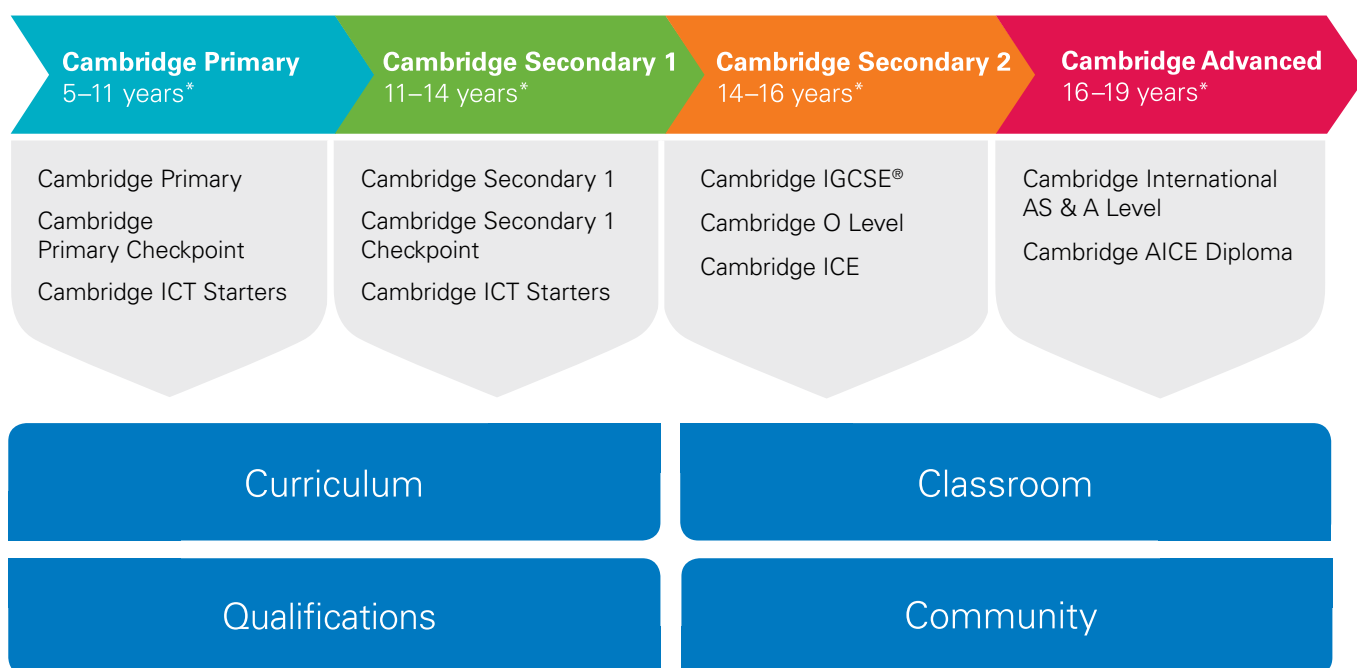 Cambridge Primary
5–11 years*
Cambridge Secondary 1
11–14 years*
Cambridge Secondary 2
14–16 years*
Cambridge Advanced
16–19 years*
Cambridge Primary
Cambridge
Primary Checkpoint
Cambridge ICT Starters
Cambridge Secondary 1
Cambridge Secondary 1
Checkpoint
Cambridge ICT Starters
Cambridge IGCSE®
Cambridge O Level
Cambridge ICE
Cambridge International
AS & A Level
Cambridge AICE Diploma
Curriculum
Classroom
Qualifications
Community